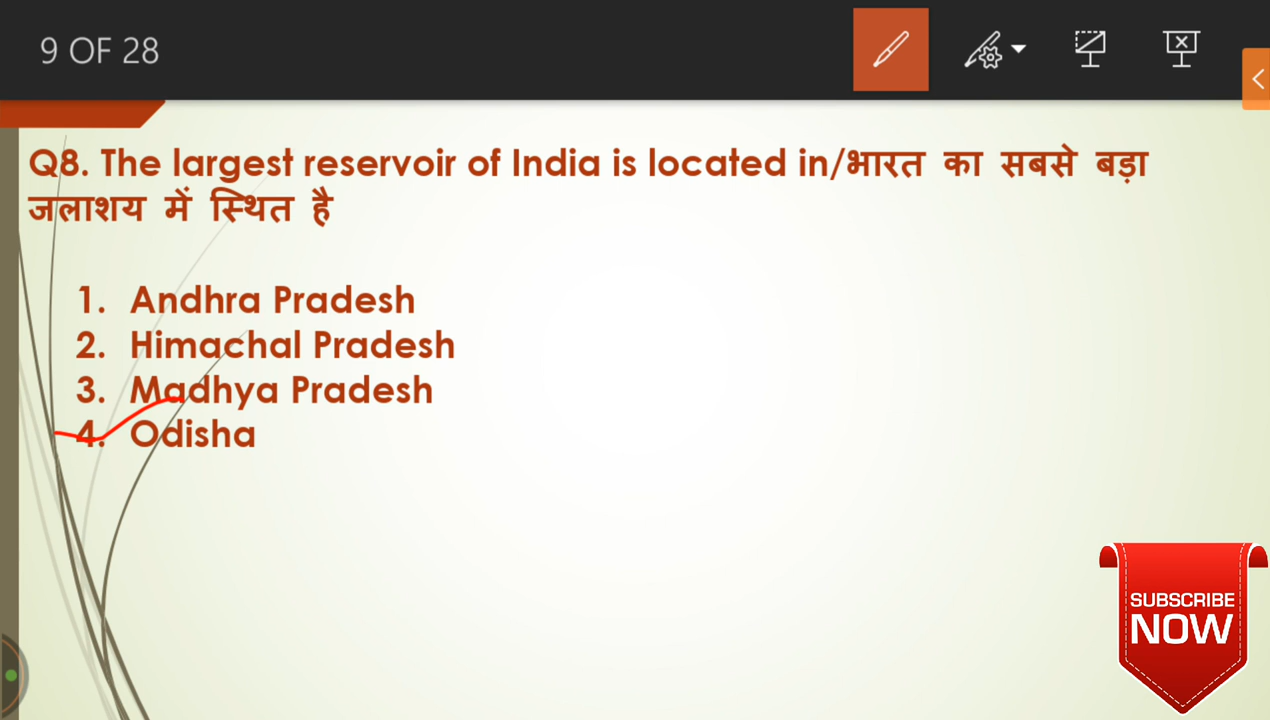 9 OF 28
Q8. The largest reservoir of India is located in/भारत का सबसे बड़ा
जलाशय में स्थित है
1. Andhra Pradesh
2. Himachal Pradesh
3. Madhya Pradesh
4. Odisha
SUBSCRIBE
NOW